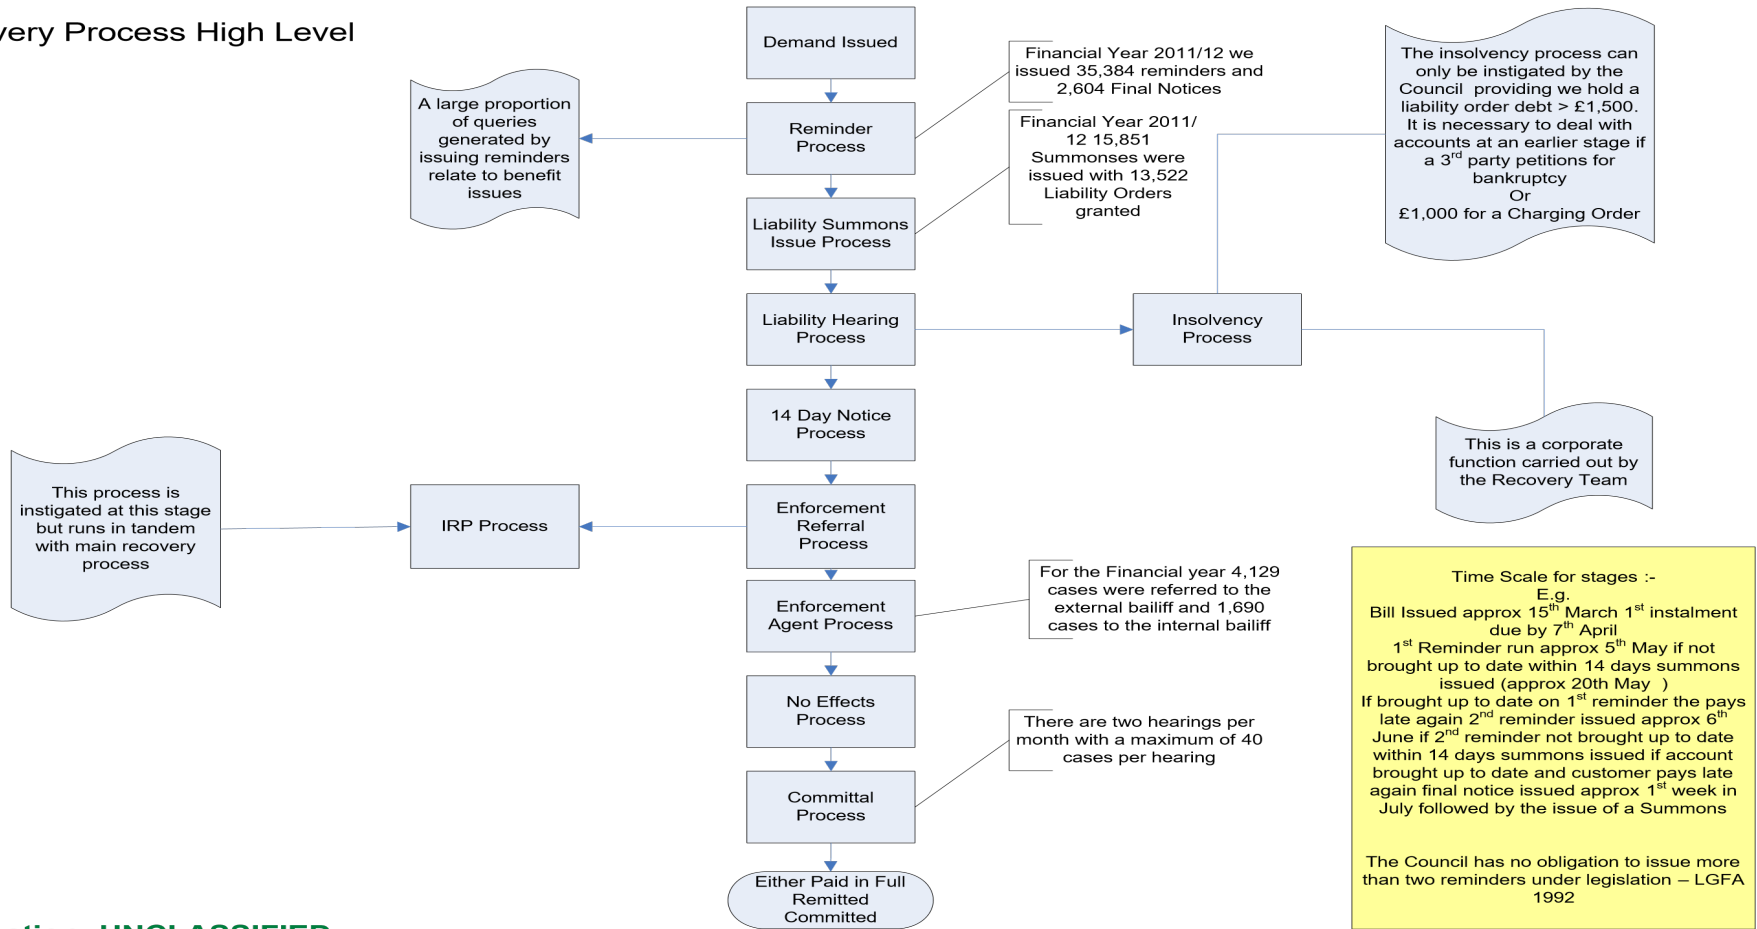 very Process High Level
Demand Issued
Financial Year 2011/12 we
issued 35,384 reminders and
2,604 Final Notices
The insolvency process can
only be instigated by the
Council providing we hold a
liability order debt > £1,500.
It is necessary to deal with
accounts at an earlier stage if
a 3rd party petitions for
bankruptcy
Or
£1,000 for a Charging Order
A large proportion
of queries
generated by
issuing reminders
relate to benefit
issues
Reminder
Process
Financial Year 2011/
12 15,851
Summonses were
issued with 13,522
Liability Orders
granted
Liability Summons
Issue Process
Liability Hearing
Process
Insolvency
Process
14 Day Notice
Process
This is a corporate
function carried out by
the Recovery Team
This process is
instigated at this stage
but runs in tandem
with main recovery
process
IRP Process
Enforcement
Referral
Process
For the Financial year 4,129
cases were referred to the
external bailiff and 1,690
cases to the internal bailiff
Enforcement
Agent Process
No Effects
Process
There are two hearings per
month with a maximum of 40
cases per hearing
Committal
Process
Either Paid in Full
Remitted
Committed
Time Scale for stages :-
E.g.
Bill Issued approx 15th March 1st instalment
due by 7th April
1st Reminder run approx 5th May if not
brought up to date within 14 days summons
issued (approx 20th May )
If brought up to date on 1st reminder the pays
late again 2nd reminder issued approx 6th
June if 2nd reminder not brought up to date
within 14 days summons issued if account
brought up to date and customer pays late
again final notice issued approx 1st week in
July followed by the issue of a Summons
The Council has no obligation to issue more
than two reminders under legislation – LGFA
1992
UNCLASSIFIED